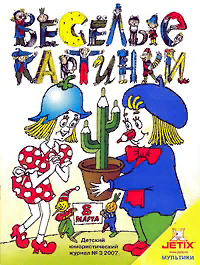 ВЕСЕЛЫЕ
КАРТИНКИ
8
МАРТА
Детский
юмористический
журнал № 3 2007
JETIX
МУЛЬТИКИ